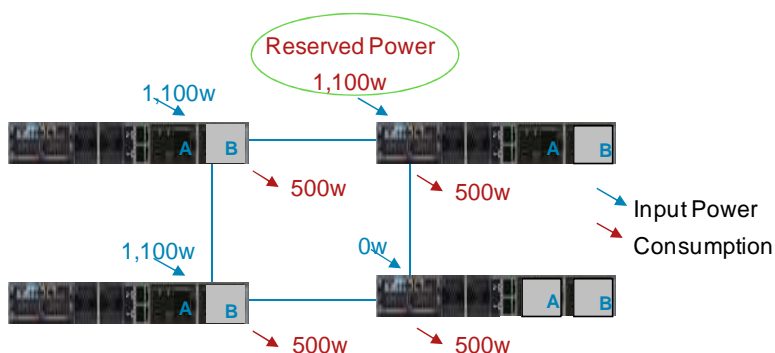 Reserved Power
1,100w
1,100w
A
B
A
B
500w
500w
Input Power
Consumption
1,100w
0w
A
B
A
B
500w
500w